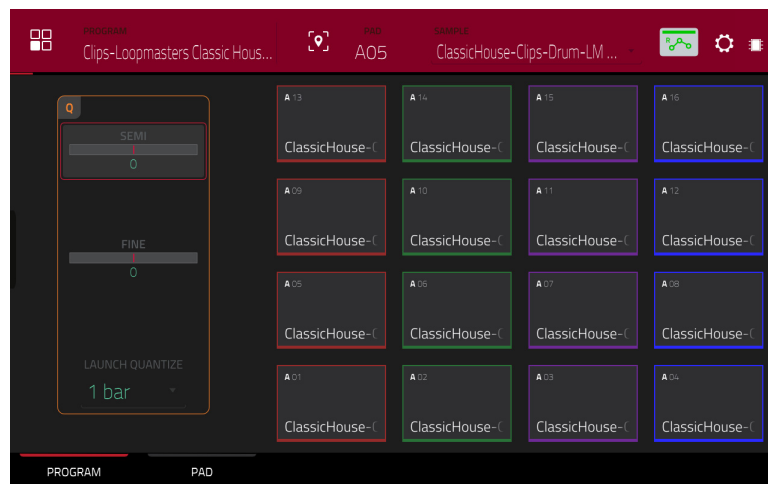 PROGRAM
PAD
SAMPLE
Clips-Loopmasters Classic Hous...
A05
ClassicHouse-Clips-Drum-LM ...
R
Q
SEMI
0
FINE
0
LAUNCH QUANTIZE
1 bar
A 13
A 14
A 15
A 16
ClassicHouse-C
ClassicHouse-C
ClassicHouse-C
ClassicHouse-C
A 09
A 10
A 11
A 12
ClassicHouse-C
ClassicHouse-C
ClassicHouse-C
ClassicHouse-C
A 05
A 06
A 07
A 08
ClassicHouse-C
ClassicHouse-C
ClassicHouse-C
ClassicHouse-C
A 01
A 02
A 03
A 04
ClassicHouse-C
ClassicHouse-C
ClassicHouse-C
ClassicHouse-C
PROGRAM
PAD